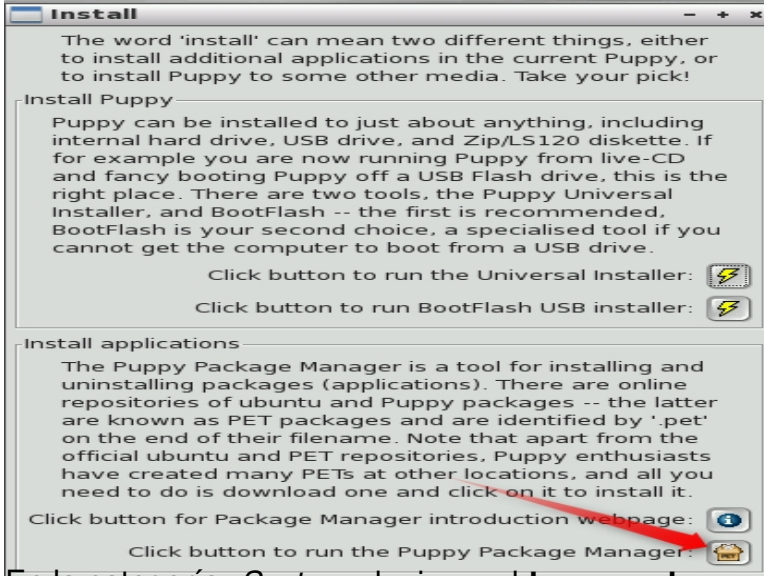 Install
The word 'install' can mean two different things, either
to install additional applications in the current Puppy, or
to install Puppy to some other media. Take your pick!
Install Puppy
Puppy can be installed to just about anything, including
internal hard drive, USB drive, and Zip/LS120 diskette. If
for example you are now running Puppy from live-CD
and fancy booting Puppy off a USB Flash drive, this is the
right place. There are two tools, the Puppy Universal
Installer, and BootFlash -- the first is recommended,
BootFlash is your second choice, a specialised tool if you
cannot get the computer to boot from a USB drive.
Click button to run the Universal Installer:
Click button to run BootFlash USB installer:
Install applications
The Puppy Package Manager is a tool for installing and
uninstalling packages (applications). There are online
repositories of ubuntu and Puppy packages -- the latter
are known as PET packages and are identified by '.pet'
on the end of their filename. Note that apart from the
official ubuntu and PET repositories, Puppy enthusiasts
have created many PETs at other locations, and all you
need to do is download one and click on it to install it.
Click button for Package Manager introduction webpage:
Click button to run the Puppy Package Manager:
PET